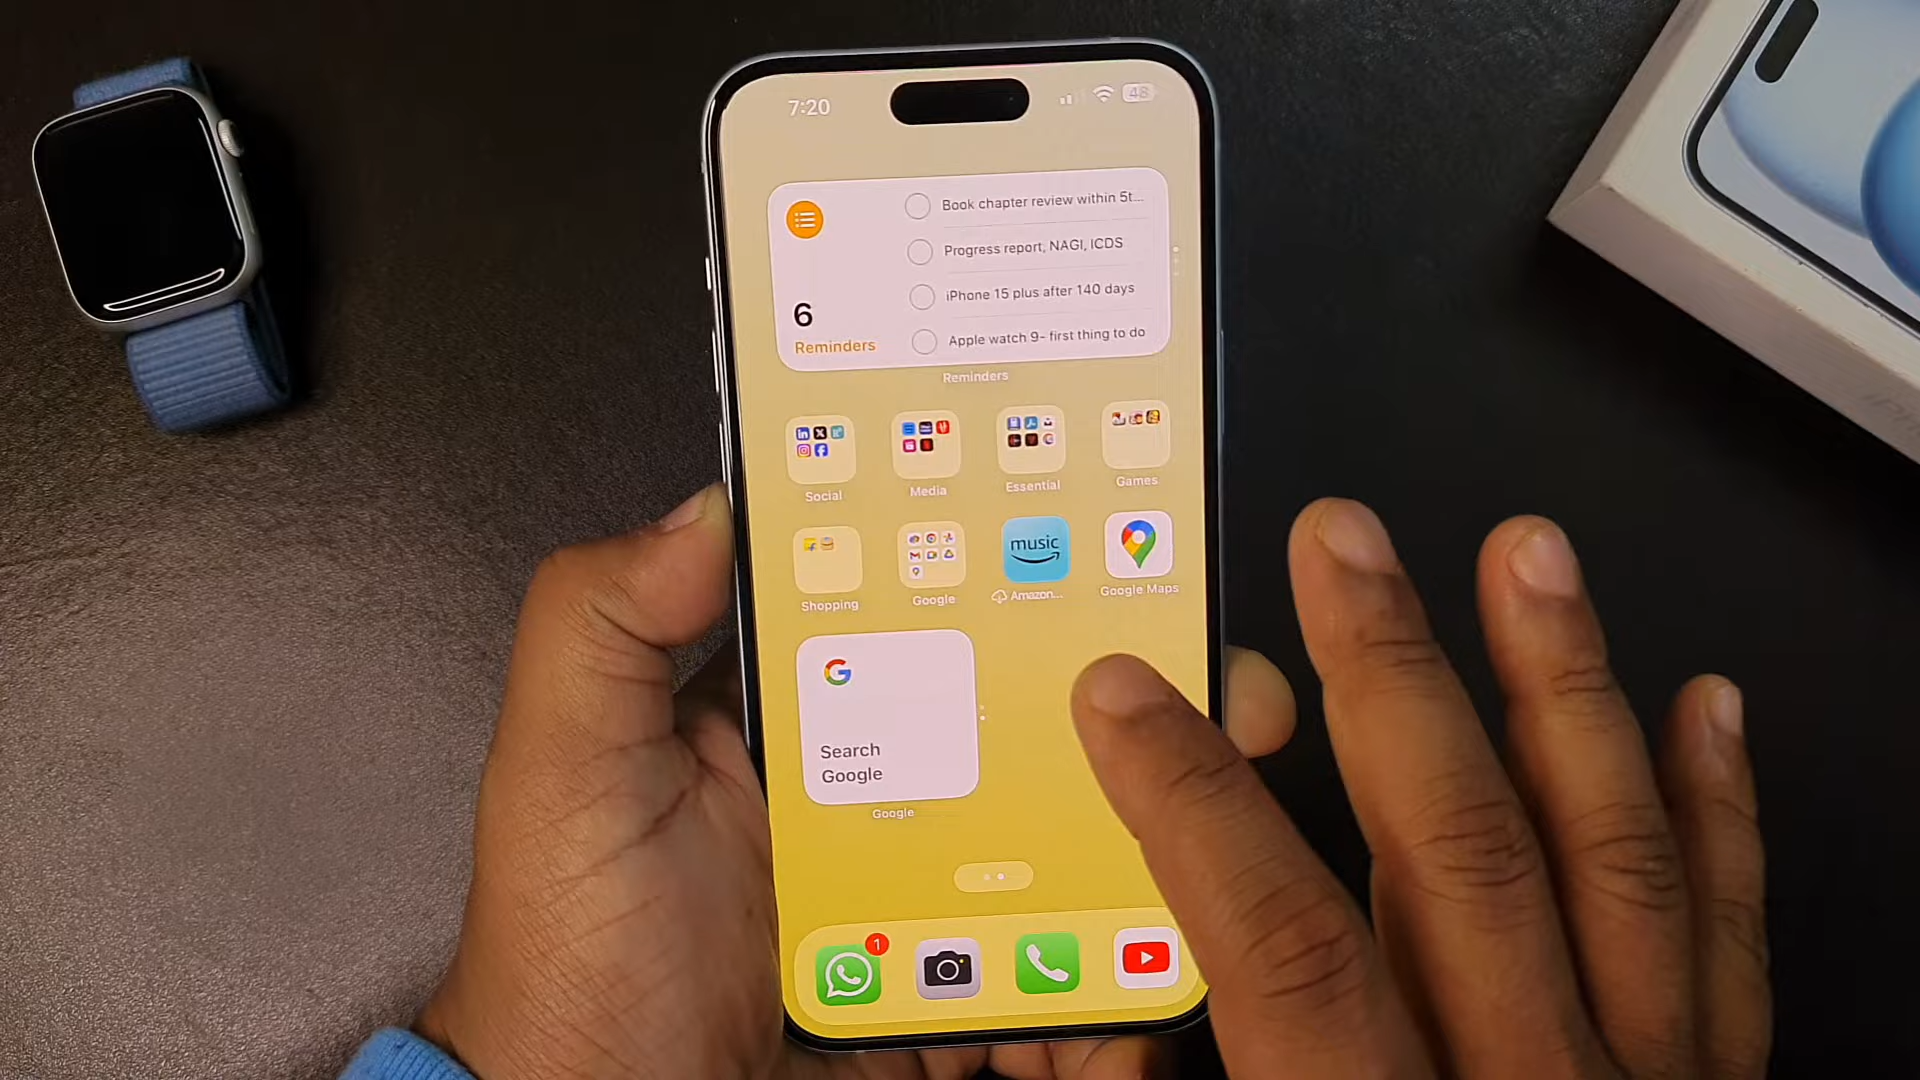 7:20
48
Book chapter review within 5t...
Progress report, NAGI, ICDS
iPhone 15 plus after 140 days
Apple watch 9- first thing to do
6
Reminders
Reminders
Social
Media
Essential
Games
music
Shopping
Google
Amazon...
Google Maps
Search
Google
Google
1